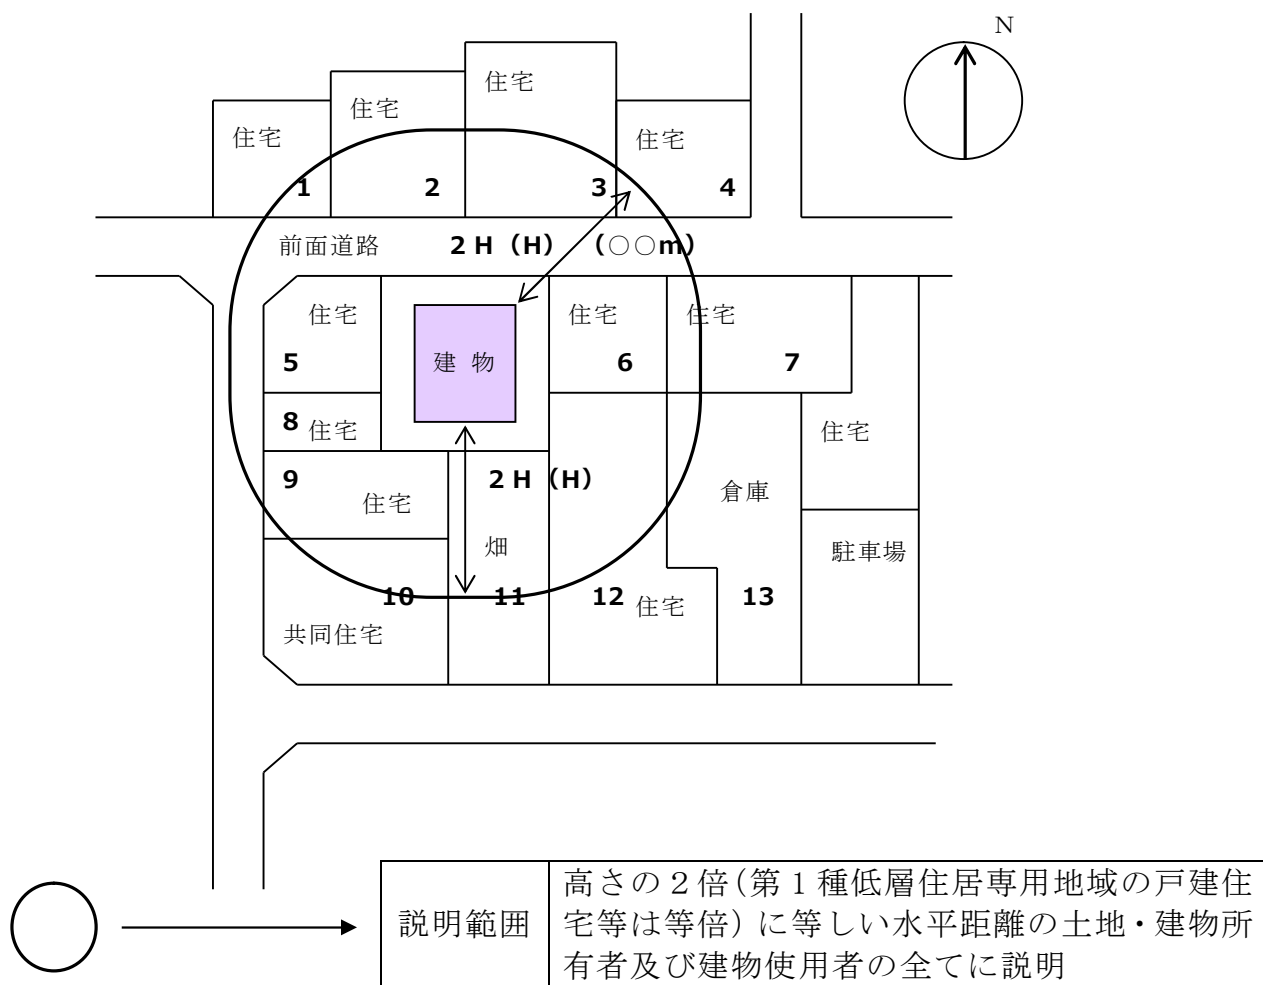 N
住宅
住宅
住宅
住宅
1
2
3
4
前面道路
２Ｈ（H）
（○○m）
住宅
5
建 物
住宅
6
住宅
7
8 住宅
9
住宅
２Ｈ（H）
畑
住宅
倉庫
駐車場
10
11
12 住宅
13
共同住宅
説明範囲
高さの２倍（第１種低層住居専用地域の戸建住
宅等は等倍）に等しい水平距離の土地・建物所
有者及び建物使用者の全てに説明